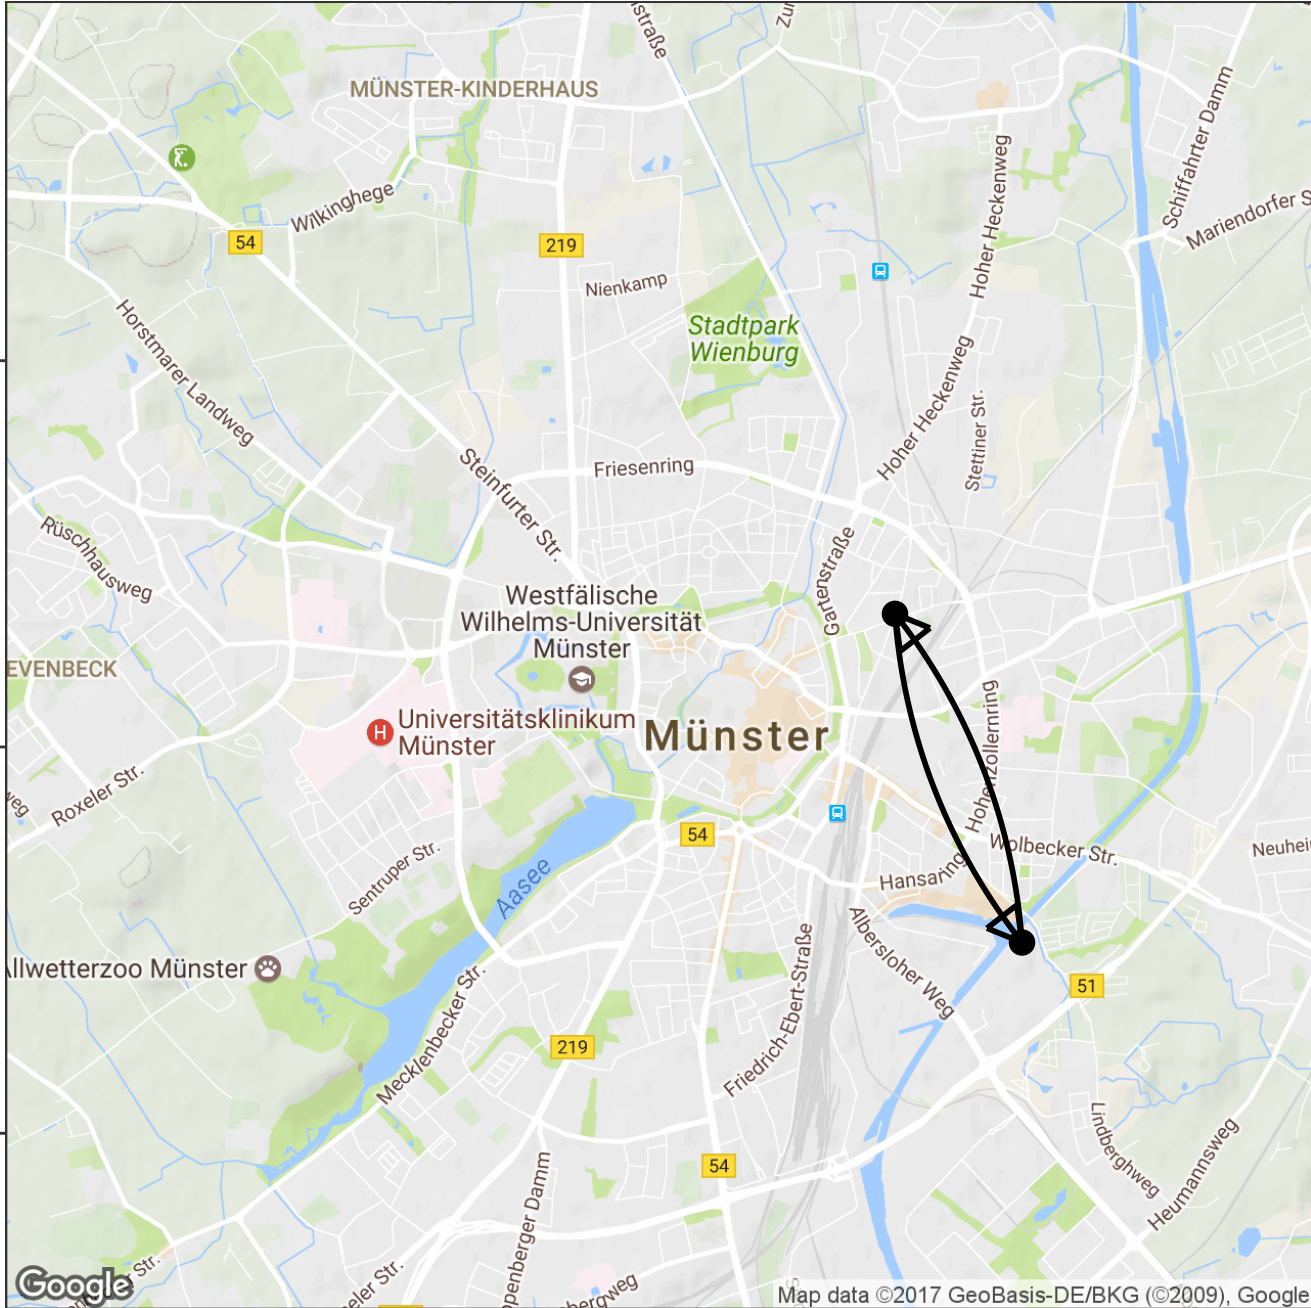 MÜNSTER-KINDERHAUS
Schiffahrter Damm
Hoher Heckenweg
Wilkinghege
Mariendorfer S
54
219
Nienkamp
Stadtpark
Wienburg
Horstmarer Landweg
Hoher Heckenweg
Stettiner Str.
Steinfurter Str.
Friesenring
Rüschhausweg
Gartenstraße
Westfälische
Wilhelms-Universität
Münster
EVENBECK
H
Universitätsklinikum
Münster
Münster
Hohenzollernring
Roxeler Str.
weg
54
Wolbecker Str.
Neuhei
Sentruper Str.
Hansaring
Aasee
Albersloher Weg
Allwetterzoo Münster
51
Mecklenbecker Str.
Friedrich-Ebert-Straße
219
Lindberghweg
Heumannsweg
54
Google
Map data ©2017 GeoBasis-DE/BKG (©2009), Google